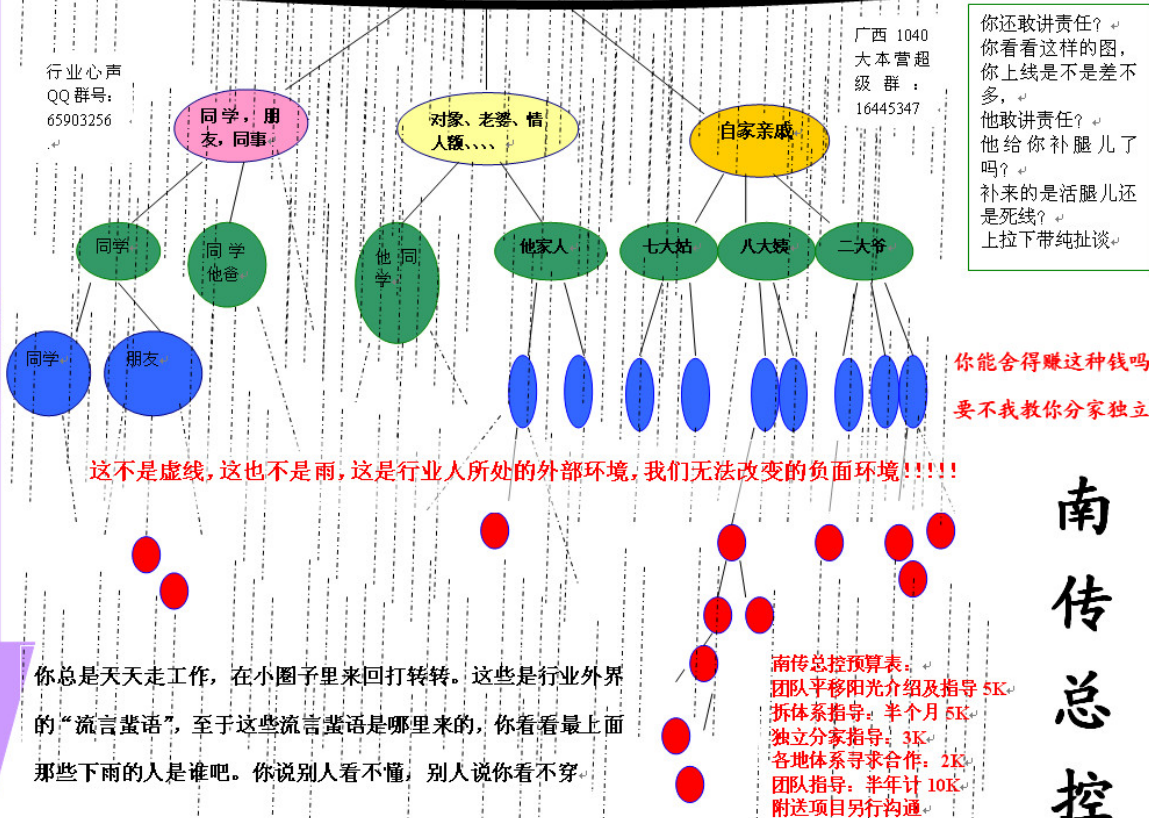 行业心声
QQ群号：
65903256
广西 1040
大本营超
级群：
16445347
你还敢讲责任？
你看看这样的图，
你上线是不是差不
多，
他敢讲责任？
他给你补腿儿了
吗？
补来的是活腿儿还
是死线？
上拉下带纯扯谈
同学，朋
友，同事
对象、老婆、情
人额、、、、
自家亲戚
同学
同学
他爸
他同
学
他家人
七大姑
八大姨
二大爷
同学
朋友
你能舍得赚这种钱吗
要不我教你分家独立
这不是虚线，这也不是雨，这是行业人所处的外部环境，我们无法改变的负面环境！！！！！
南
传
总
控
你总是天天走工作，在小圈子里来回打转转。这些是行业外界
的“流言蜚语”，至于这些流言蜚语是哪里来的，你看看最上面
那些下雨的人是谁吧。你说别人看不懂，别人说你看不穿
南传总控预算表：
团队平移阳光介绍及指导 5K
拆体系指导：半个月 5K
独立分家指导：3K
各地体系寻求合作：2K
团队指导：半年计 10K
附送项目另行沟通